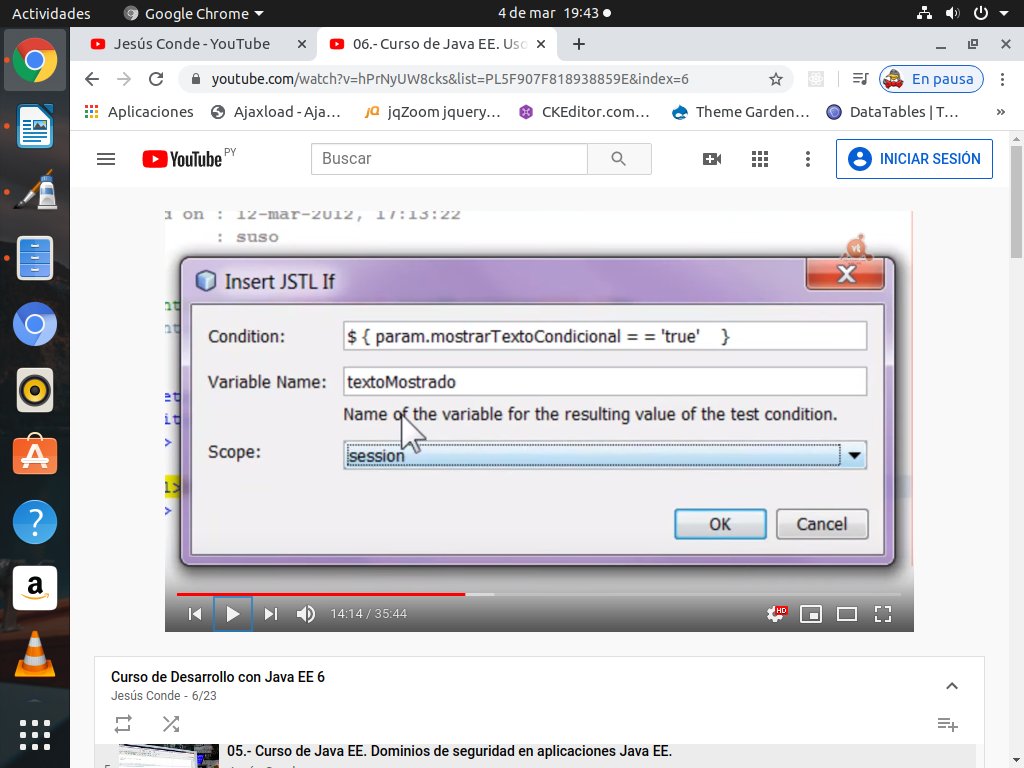 Actividades
Google Chrome
4 de mar 19:43
Jesús Conde - YouTube
06.- Curso de Java EE. Uso
youtube.com/watch?v=hPrNyUW8cks&list=PL5F907F818938859E&index=6
En pausa
Aplicaciones
Ajaxload - Aja...
jQ
jqZoom jquery...
CKEditor.com...
Theme Garden...
DataTables | T...
»
YouTube PY
Buscar
INICIAR SESIÓN
d on : 12-mar-2012, 17:13:22
: suso
vt
Insert JSTL If
X
Condition:
$ { param.mostrarTextoCondicional = = 'true' }
Variable Name:
textoMostrado
Name of the variable for the resulting value of the test condition.
Scope:
session
OK
Cancel
14:14 / 35:44
HD
Curso de Desarrollo con Java EE 6
Jesús Conde - 6/23
05.- Curso de Java EE. Dominios de seguridad en aplicaciones Java EE.